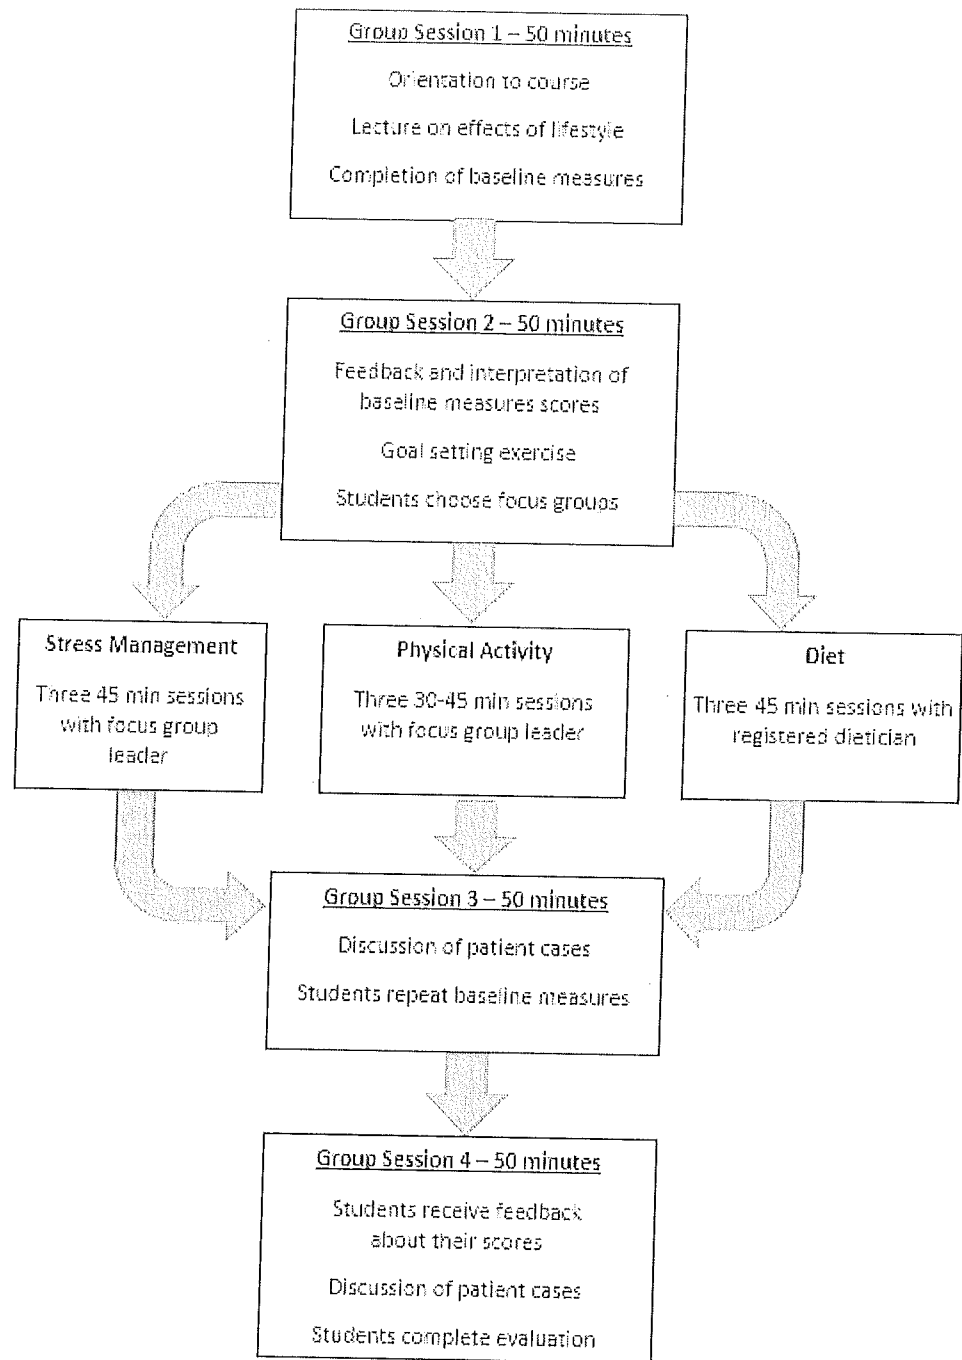 Group Session 1 – 50 minutes
Orientation to course
Lecture on effects of lifestyle
Completion of baseline measures
Group Session 2 – 50 minutes
Feedback and interpretation of
baseline measures scores
Goal setting exercise
Students choose focus groups
Stress Management
Three 45 min sessions
with focus group
leader
Physical Activity
Three 30-45 min sessions
with focus group leader
Diet
Three 45 min sessions with
registered dietician
Group Session 3 – 50 minutes
Discussion of patient cases
Students repeat baseline measures
Group Session 4 – 50 minutes
Students receive feedback
about their scores
Discussion of patient cases
Students complete evaluation